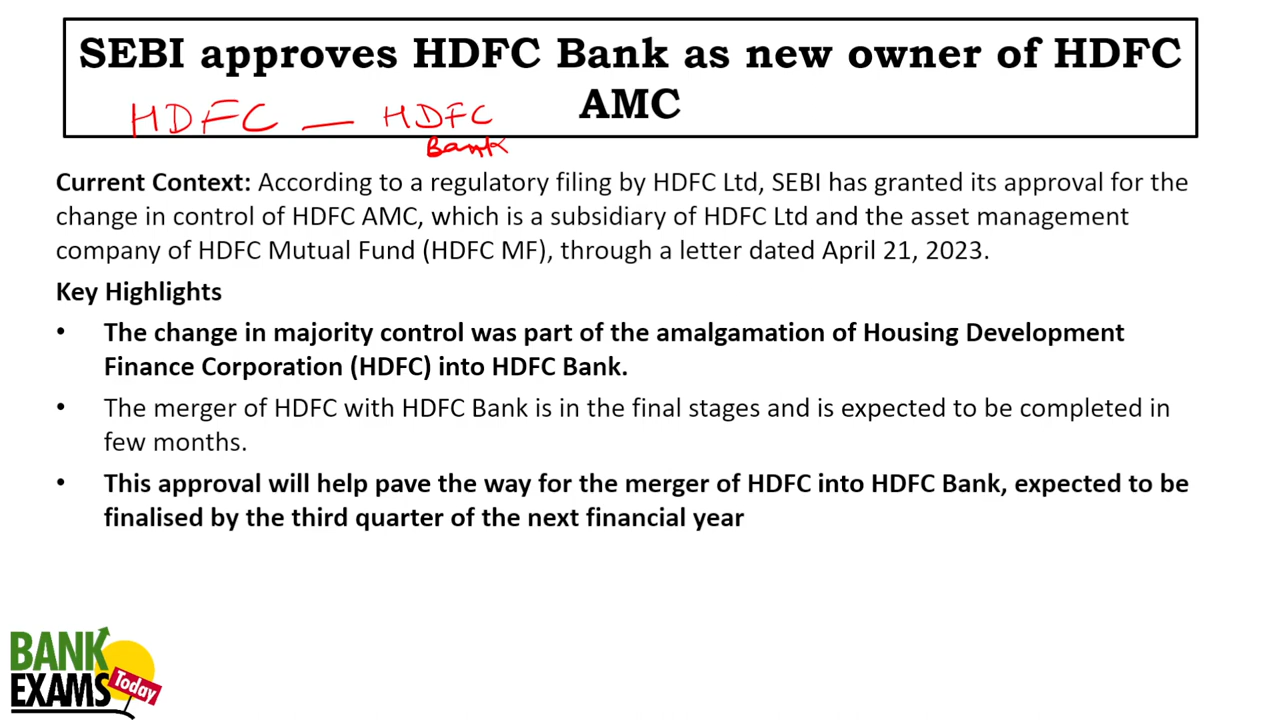 SEBI approves HDFC Bank as new owner of HDFC
AMC
HDFC — HDFC
Bank
Current Context: According to a regulatory filing by HDFC Ltd, SEBI has granted its approval for the
change in control of HDFC AMC, which is a subsidiary of HDFC Ltd and the asset management
company of HDFC Mutual Fund (HDFC MF), through a letter dated April 21, 2023.
Key Highlights
• The change in majority control was part of the amalgamation of Housing Development
Finance Corporation (HDFC) into HDFC Bank.
• The merger of HDFC with HDFC Bank is in the final stages and is expected to be completed in
few months.
• This approval will help pave the way for the merger of HDFC into HDFC Bank, expected to be
finalised by the third quarter of the next financial year
BANK
EXAMS
Today